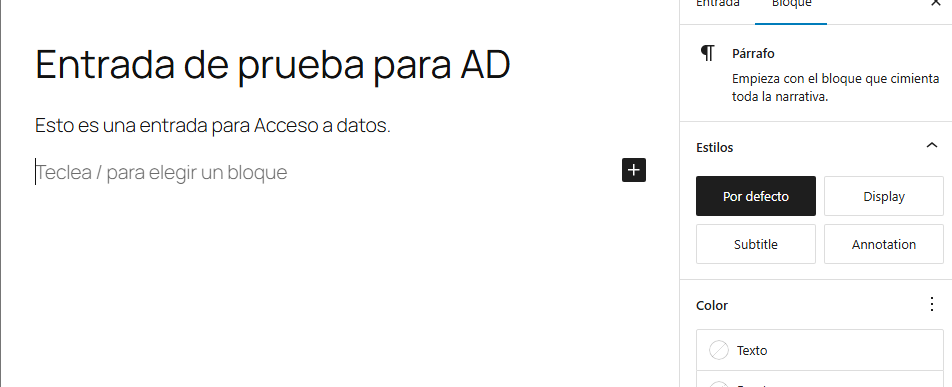 Entrada
Bloque
Entrada de prueba para AD
Esto es una entrada para Acceso a datos.
Teclea / para elegir un bloque
Párrafo
Empieza con el bloque que cimienta
toda la narrativa.
Estilos
Por defecto
Display
Subtitle
Annotation
Color
Texto